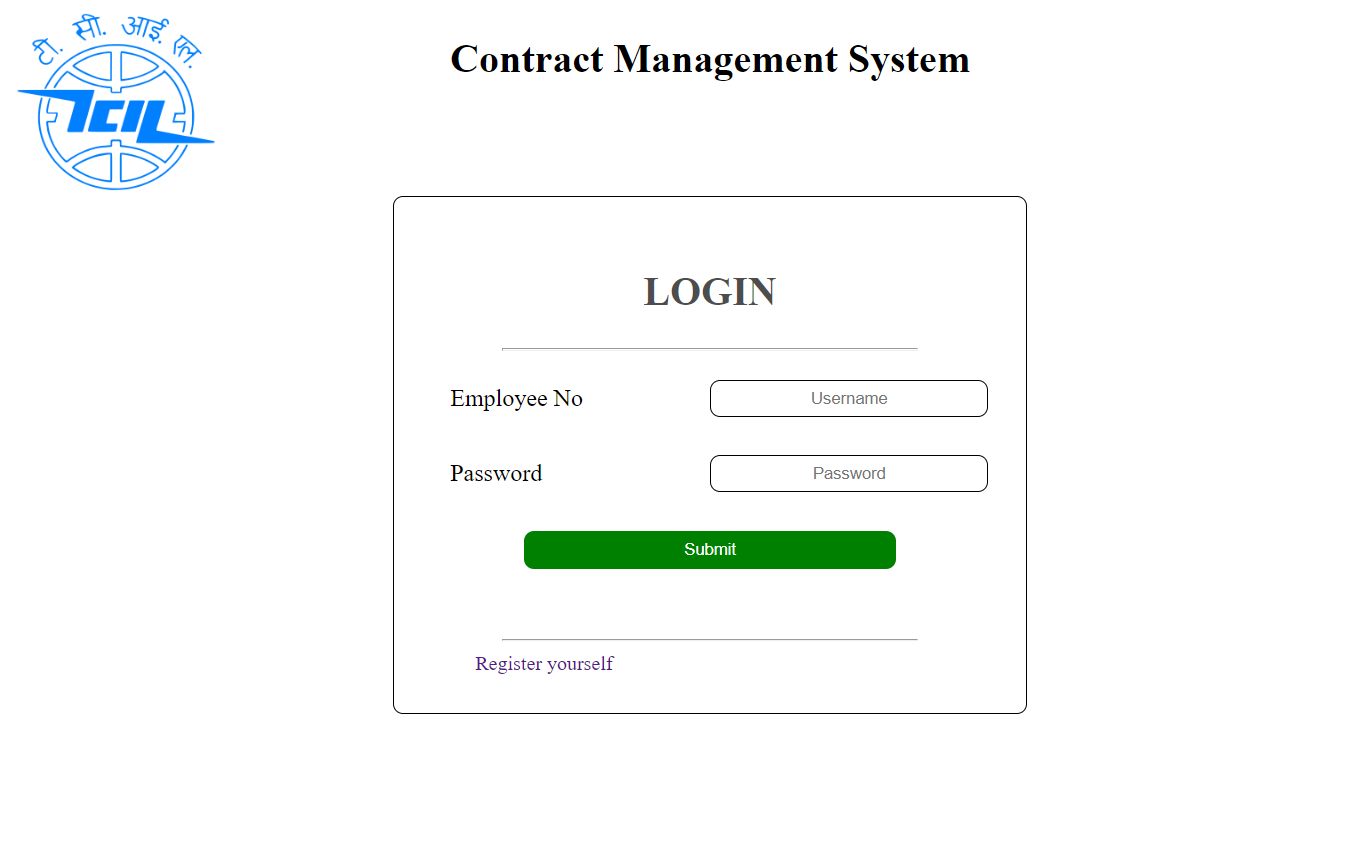 टी. सी. आई. एल.
TCIL
Contract Management System
LOGIN
Employee No
Username
Password
Password
Submit
Register yourself